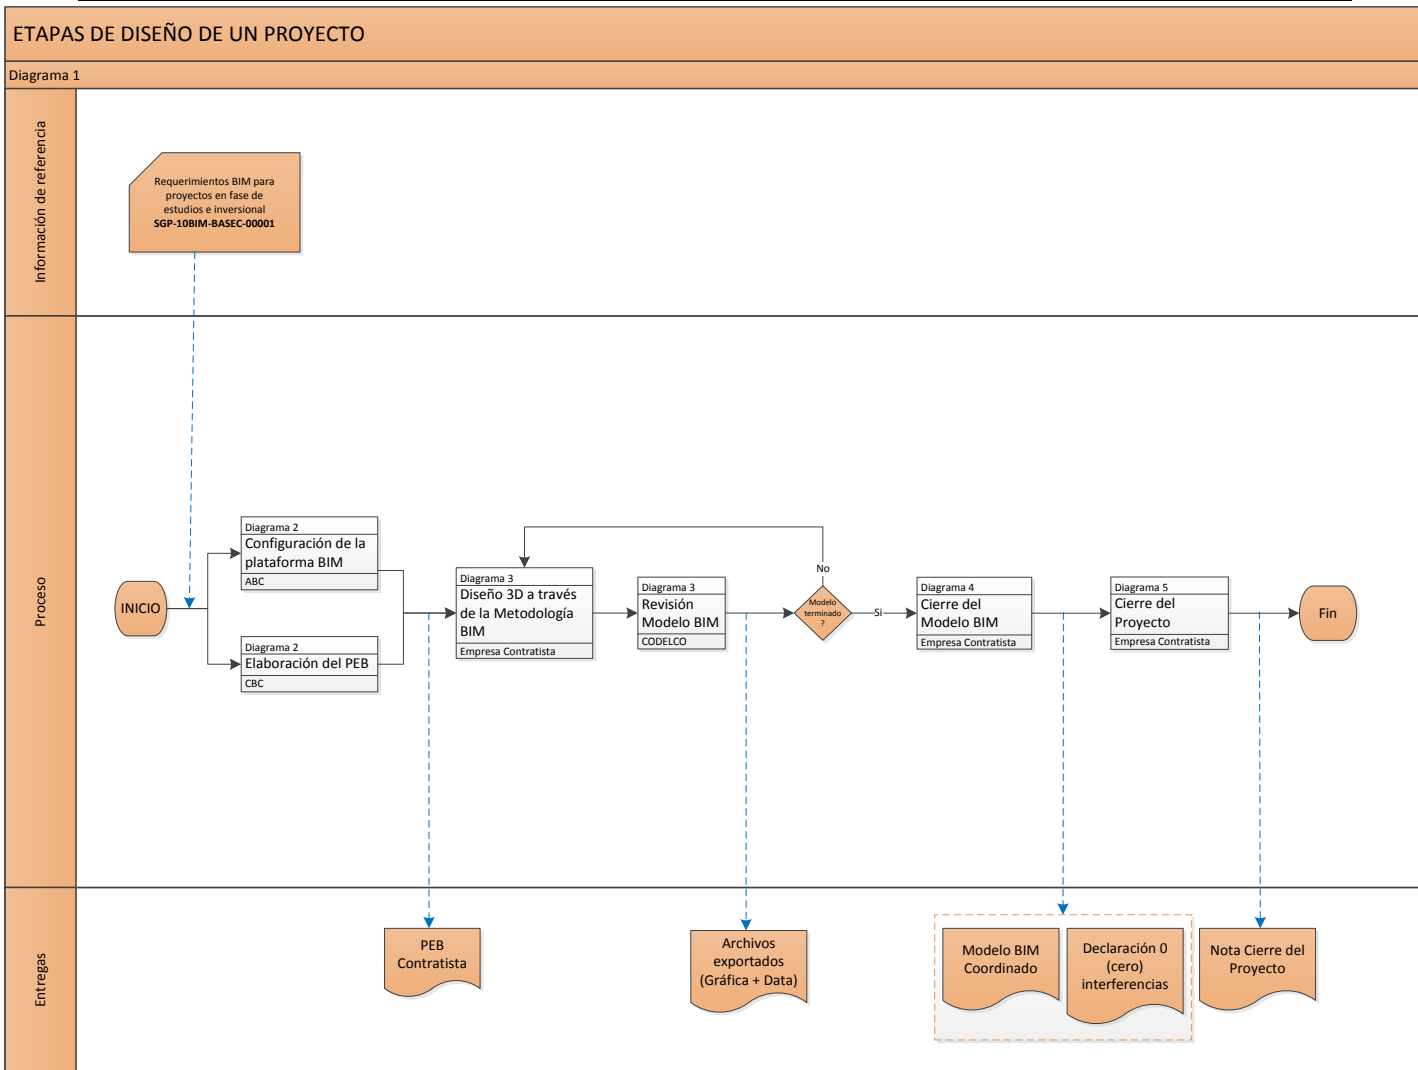 ETAPAS DE DISEÑO DE UN PROYECTO
Diagrama 1
Información de referencia
Requerimientos BIM para
proyectos en fase de
estudios e inversional
SGP-10BIM-BASEC-00001
Proceso
INICIO
Diagrama 2
Configuración de la
plataforma BIM
ABC
Diagrama 2
Elaboración del PEB
CBC
Diagrama 3
Diseño 3D a través
de la Metodología
BIM
Empresa Contratista
Diagrama 3
Revisión
Modelo BIM
CODELCO
No
Modelo
terminado
?
Si
Diagrama 4
Cierre del
Modelo BIM
Empresa Contratista
Diagrama 5
Cierre del
Proyecto
Empresa Contratista
Fin
Entregas
PEB
Contratista
Archivos
exportados
(Gráfica + Data)
Modelo BIM
Coordinado
Declaración 0
(cero)
interferencias
Nota Cierre del
Proyecto